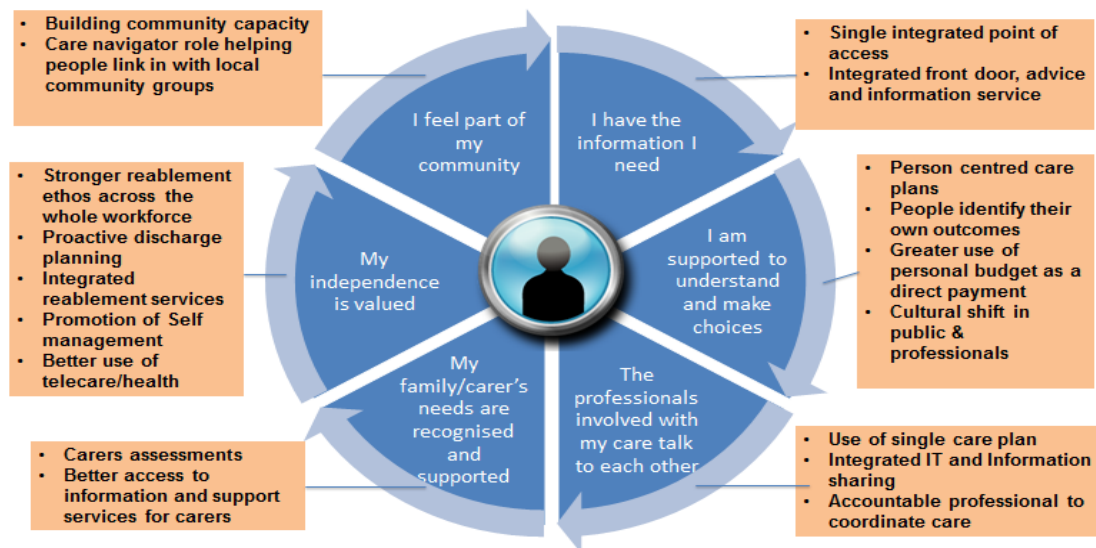 • Building community capacity
• Care navigator role helping
people link in with local
community groups
• Single integrated point of
access
• Integrated front door, advice
and information service
I feel part of
my
community
I have the
information I
need
• Stronger reablement
ethos across the
whole workforce
• Proactive discharge
planning
• Integrated
reablement services
• Promotion of Self
management
• Better use of
telecare/health
My
independence
is valued
I am
supported to
understand
and make
choices
• Person centred care
plans
• People identify their
own outcomes
• Greater use of
personal budget as a
direct payment
• Cultural shift in
public &
professionals
My
family/carer's
needs are
recognised
and
supported
The
professionals
involved with
my care talk
to each other
• Carers assessments
• Better access to
information and support
services for carers
• Use of single care plan
• Integrated IT and Information
sharing
• Accountable professional to
coordinate care